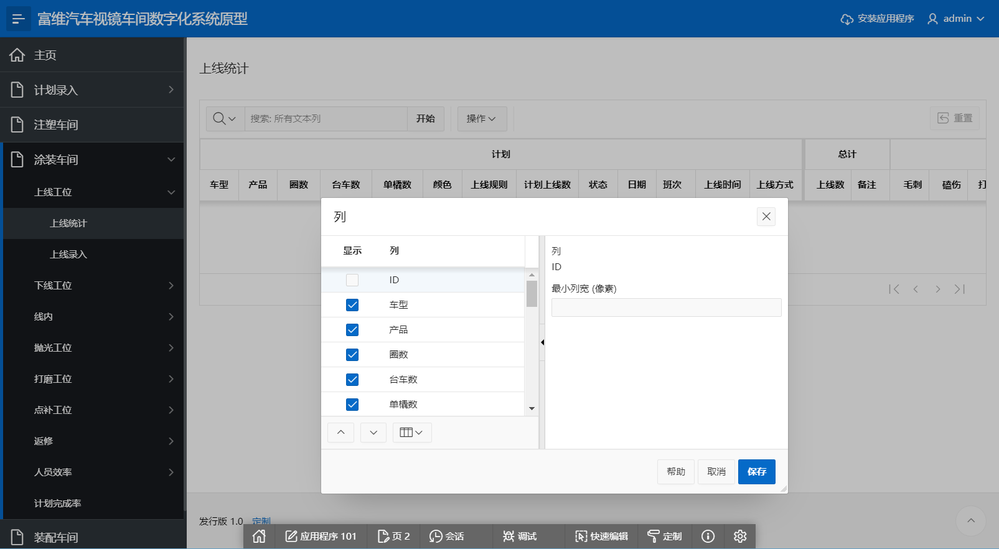 富维汽车视镜车间数字化系统原型
安装应用程序 admin
主页
计划录入
注塑车间
涂装车间
上线工位
上线统计
上线录入
下线工位
线内
抛光工位
打磨工位
点补工位
返修
人员效率
计划完成率
装配车间
上线统计
搜索: 所有文本列 开始 操作 重置
计划 总计
车型 产品 圈数 台车数 单橇数 颜色 上线规则 计划上线数 状态 日期 班次 上线时间 上线方式 上线数 备注 毛刺 磕伤 打
列
显示 列
ID
车型
产品
圈数
台车数
单橇数
列
ID
最小列宽 (像素)
帮助 取消 保存
发行版 1.0 定制
应用程序 101 页 2 会话 调试 快速编辑 定制